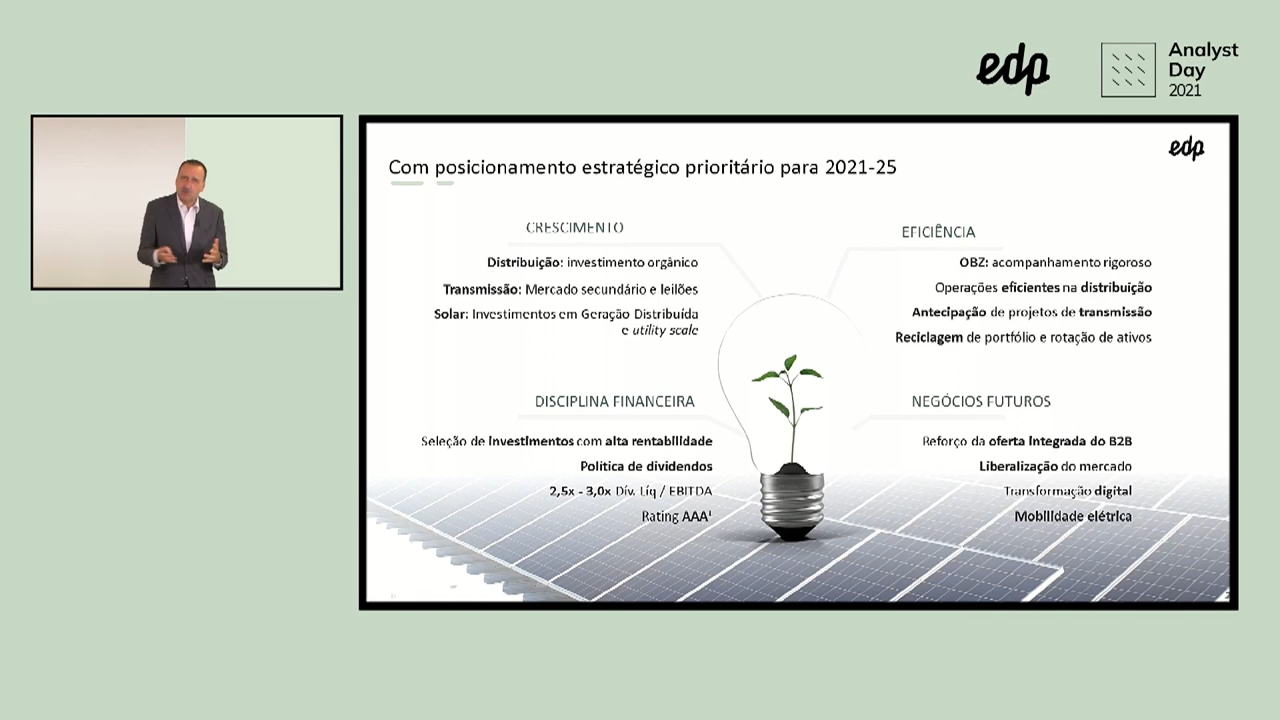 edp
Analyst
Day
2021
edp
Com posicionamento estratégico prioritário para 2021-25
CRESCIMENTO
Distribuição: investimento orgânico
Transmissão: Mercado secundário e leilões
Solar: Investimentos em Geração Distribuída
e utility scale
EFICIÊNCIA
OBZ: acompanhamento rigoroso
Operações eficientes na distribuição
Antecipação de projetos de transmissão
Reciclagem de portfólio e rotação de ativos
DISCIPLINA FINANCEIRA
Seleção de investimentos com alta rentabilidade
Política de dividendos
2,5x - 3,0x Dív. Líq / EBITDA
Rating AAA¹
NEGÓCIOS FUTUROS
Reforço da oferta integrada do B2B
Liberalização do mercado
Transformação digital
Mobilidade elétrica